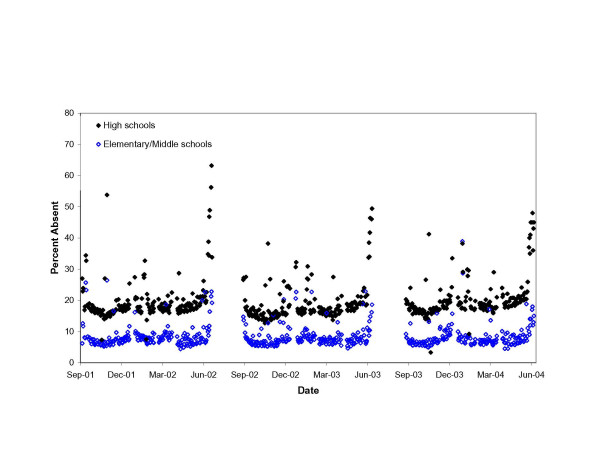 80
70
60
50
40
30
20
10
0
Percent Absent
High schools
Elementary/Middle schools
Sep-01 Dec-01 Mar-02 Jun-02 Sep-02 Dec-02 Mar-03 Jun-03 Sep-03 Dec-03 Mar-04 Jun-04
Date